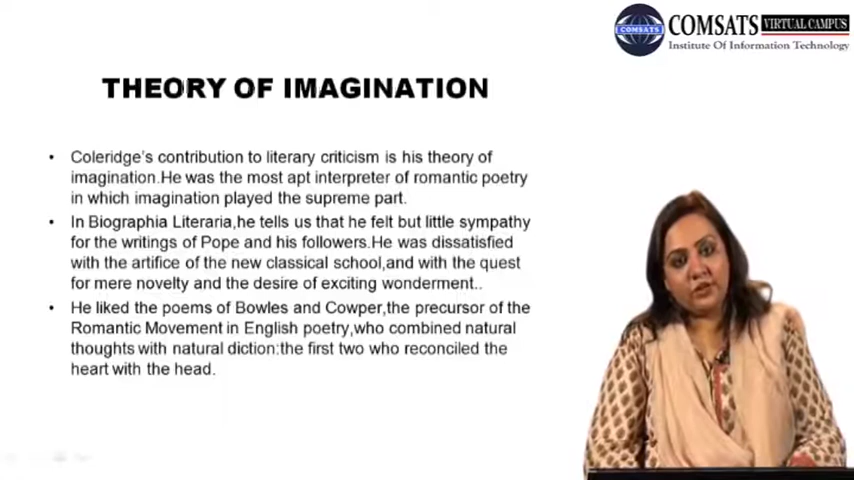 COMSATS VIRTUAL CAMPUS
COMSATS
Institute Of Information Technology
THEORY OF IMAGINATION
• Coleridge's contribution to literary criticism is his theory of
imagination.He was the most apt interpreter of romantic poetry
in which imagination played the supreme part.
• In Biographia Literaria,he tells us that he felt but little sympathy
for the writings of Pope and his followers.He was dissatisfied
with the artifice of the new classical school,and with the quest
for mere novelty and the desire of exciting wonderment..
• He liked the poems of Bowles and Cowper,the precursor of the
Romantic Movement in English poetry,who combined natural
thoughts with natural diction:the first two who reconciled the
heart with the head.